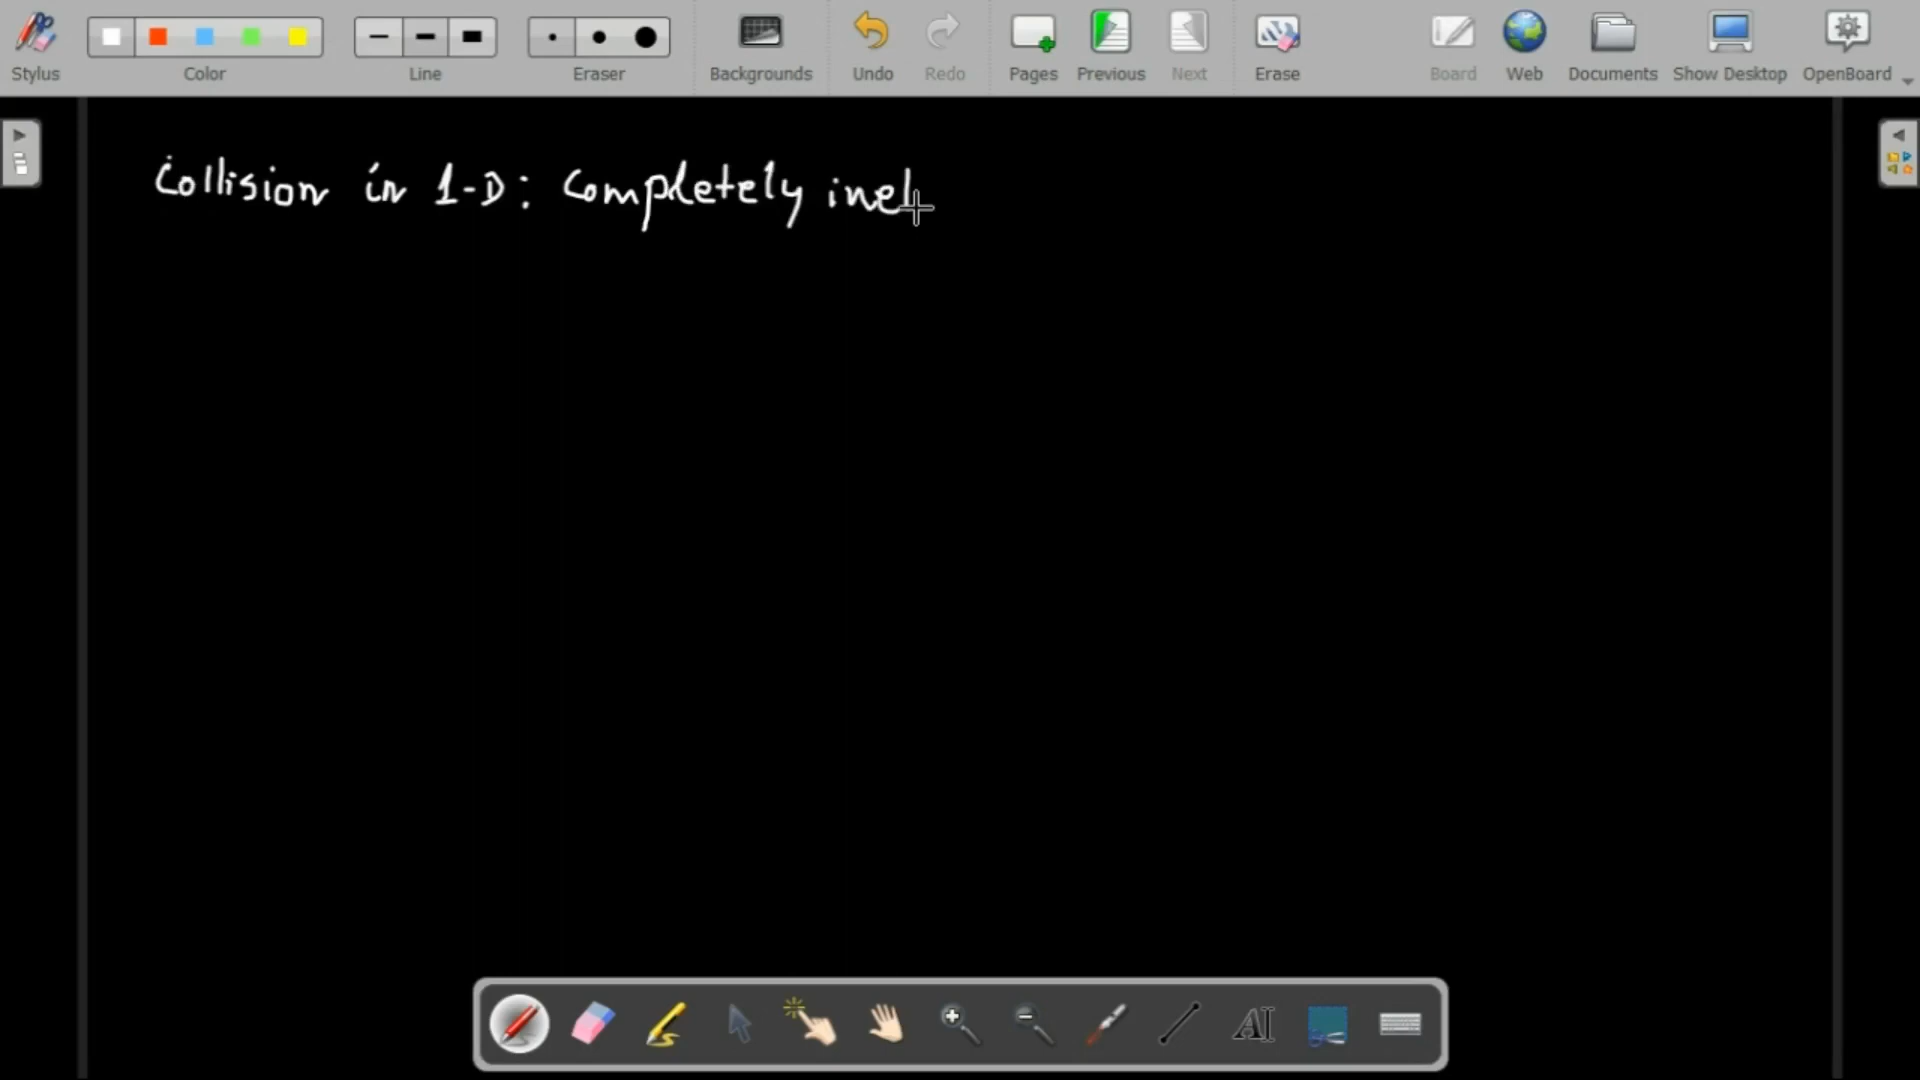 Stylus Color Line Eraser Backgrounds Undo Redo Pages Previous Next Erase Board Web Documents Show Desktop OpenBoard
Collision in 1-D: Completely inel
AI